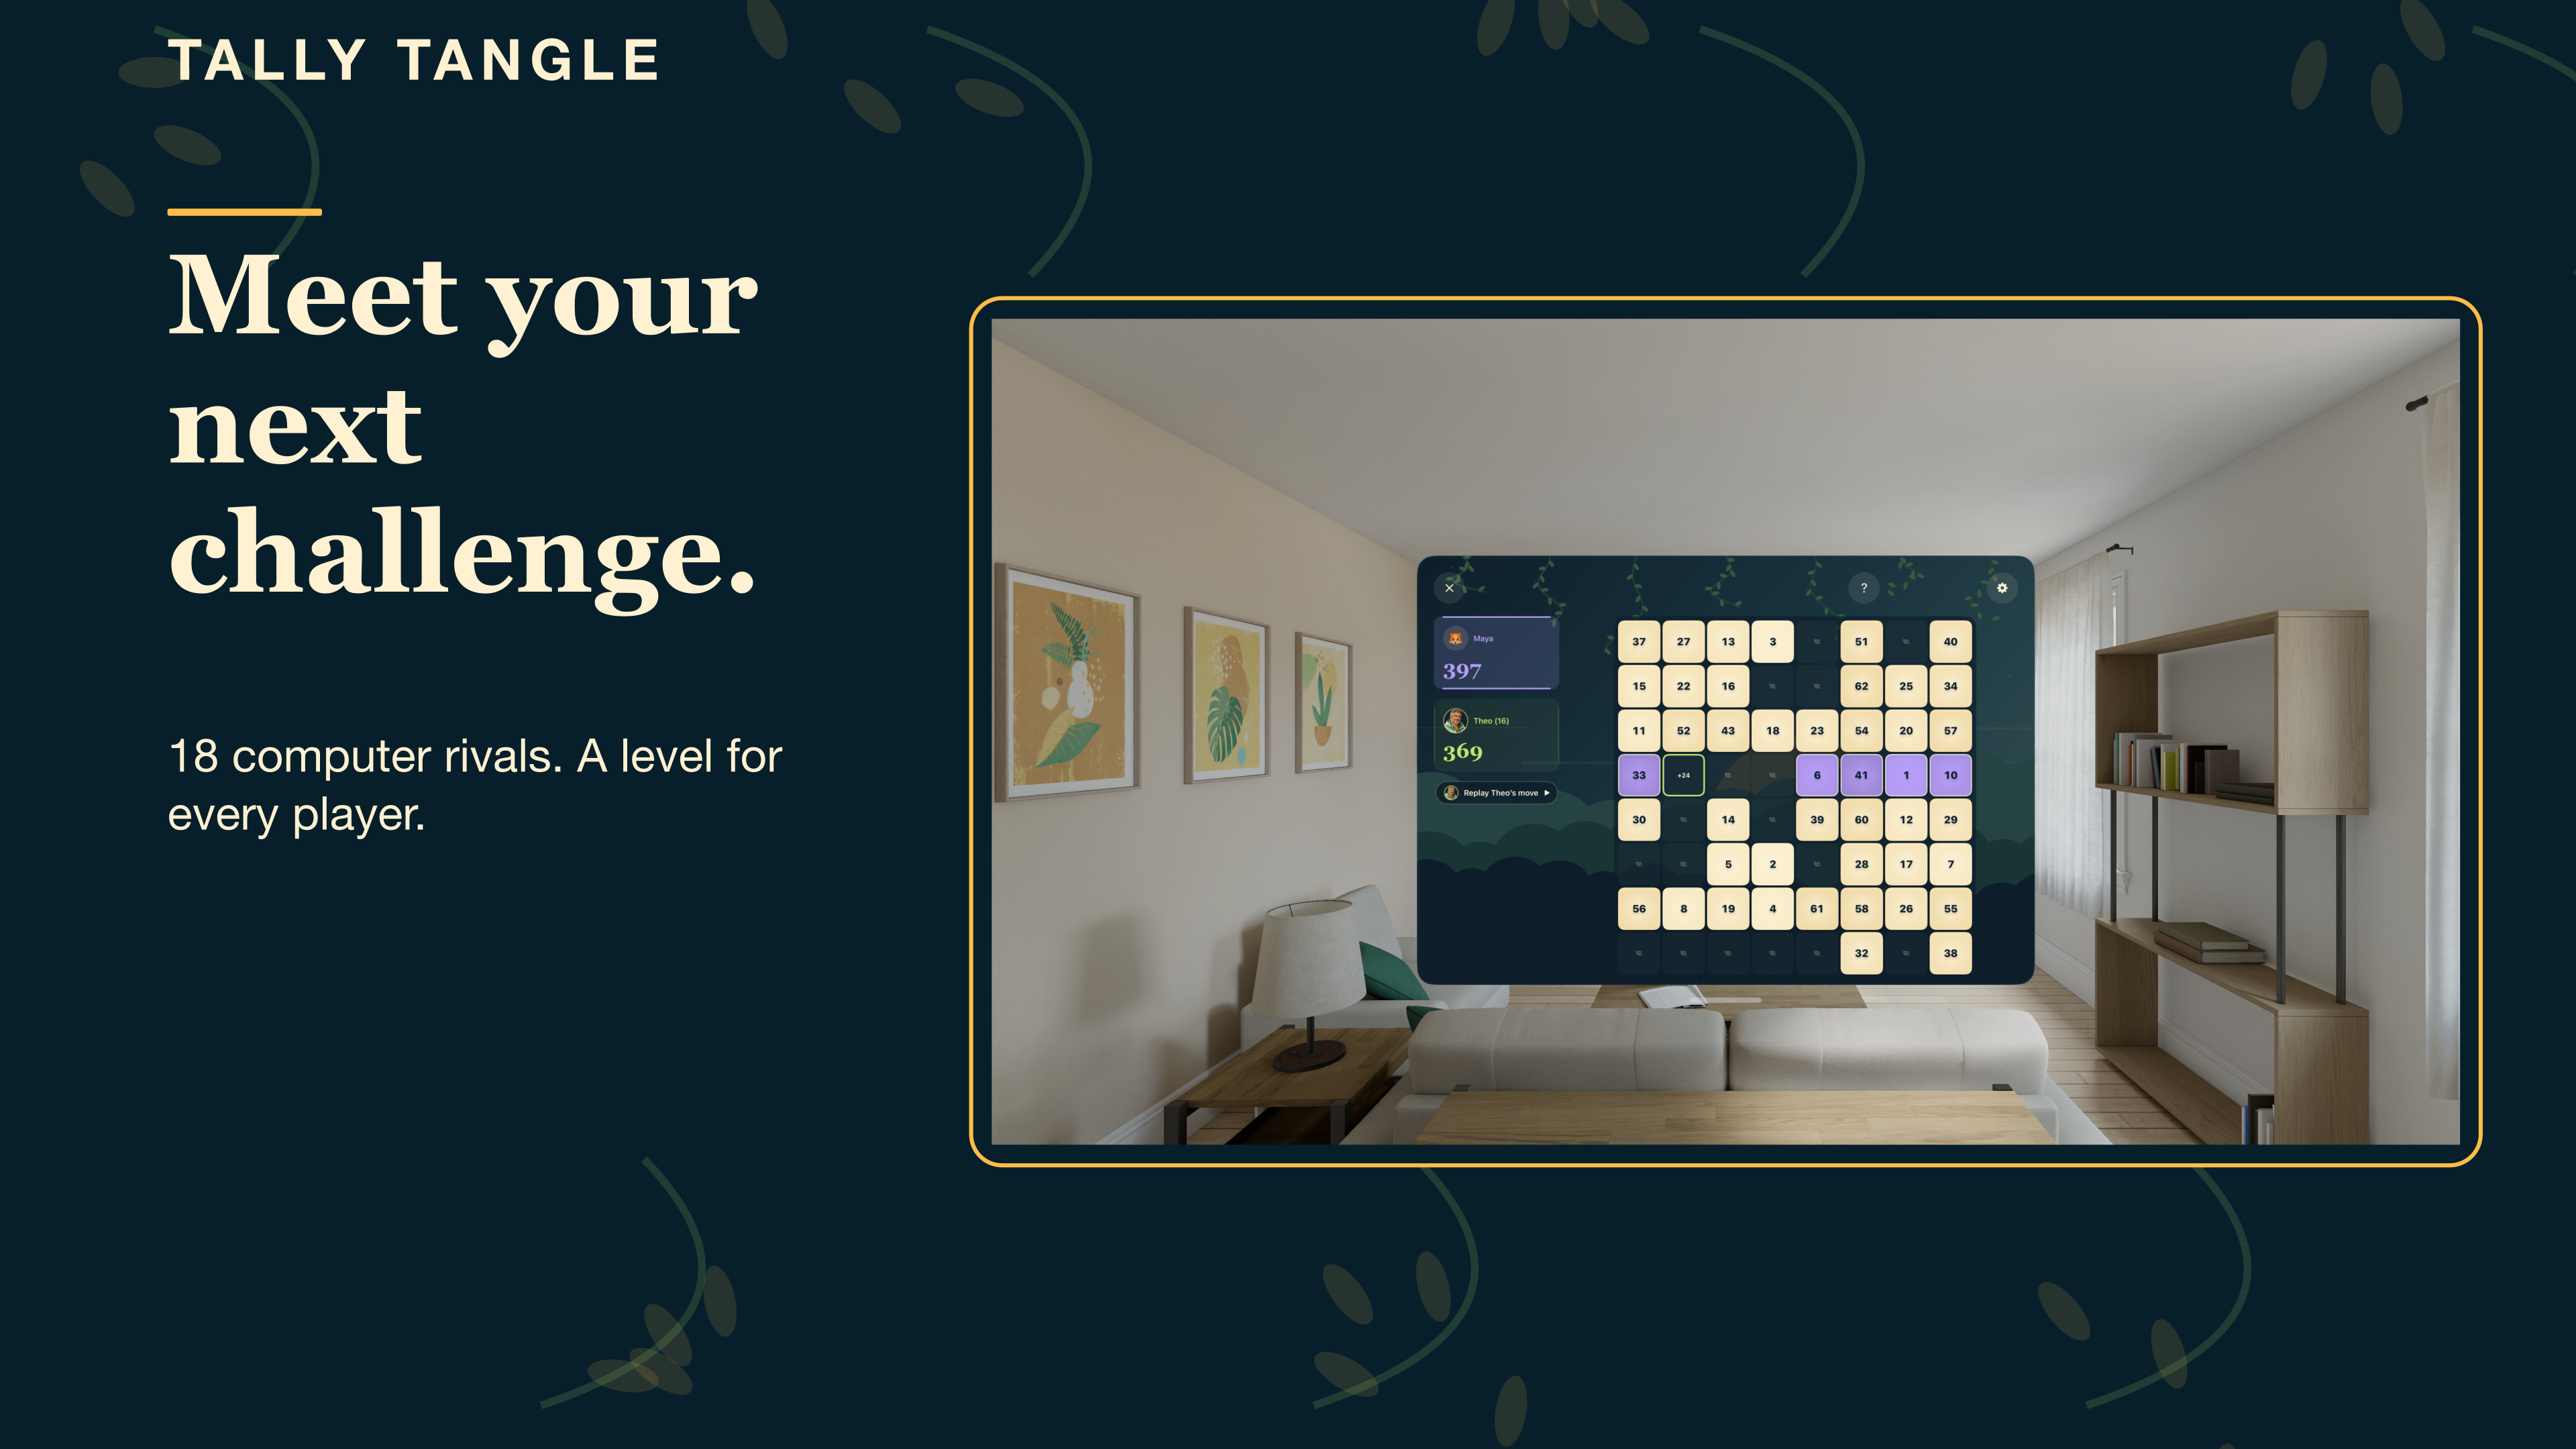 TALLY TANGLE
Meet your
next
challenge.
18 computer rivals. A level for
every player.
?
Maya
397
Theo (16)
369
Replay Theo's move
37 27 13 3 51 40
15 22 16 62 25 34
11 52 43 18 23 54 20 57
33 +24 6 41 1 10
30 14 39 60 12 29
5 2 28 17 7
56 8 19 4 61 58 26 55
32 38